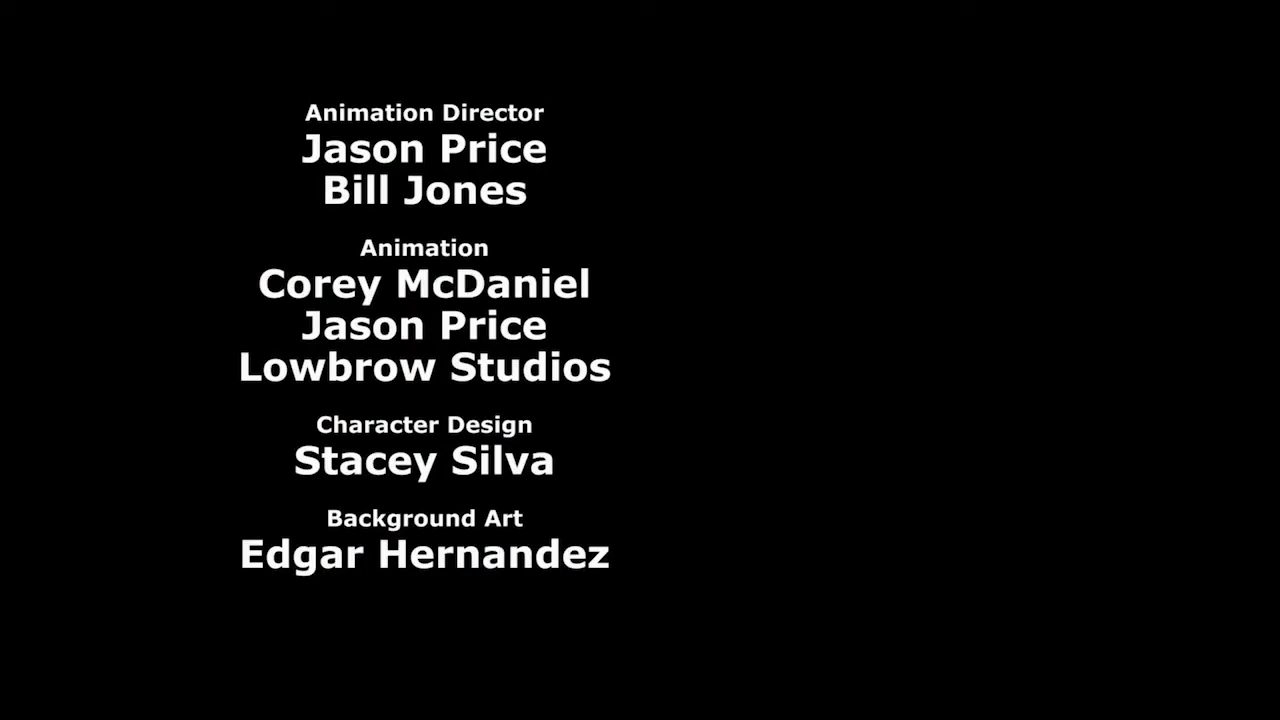 Animation Director
Jason Price
Bill Jones
Animation
Corey McDaniel
Jason Price
Lowbrow Studios
Character Design
Stacey Silva
Background Art
Edgar Hernandez